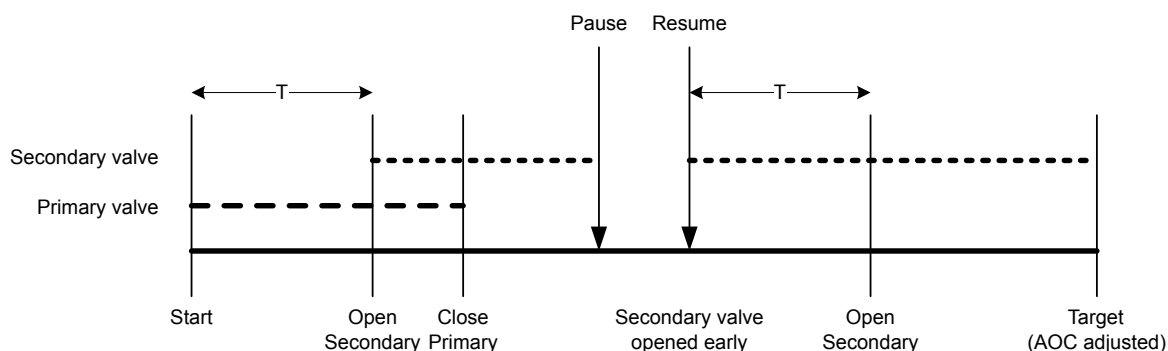 Pause
Resume
T
T
Secondary valve
Primary valve
Start
Open
Secondary
Close
Primary
Secondary valve
opened early
Open
Secondary
Target
(AOC adjusted)